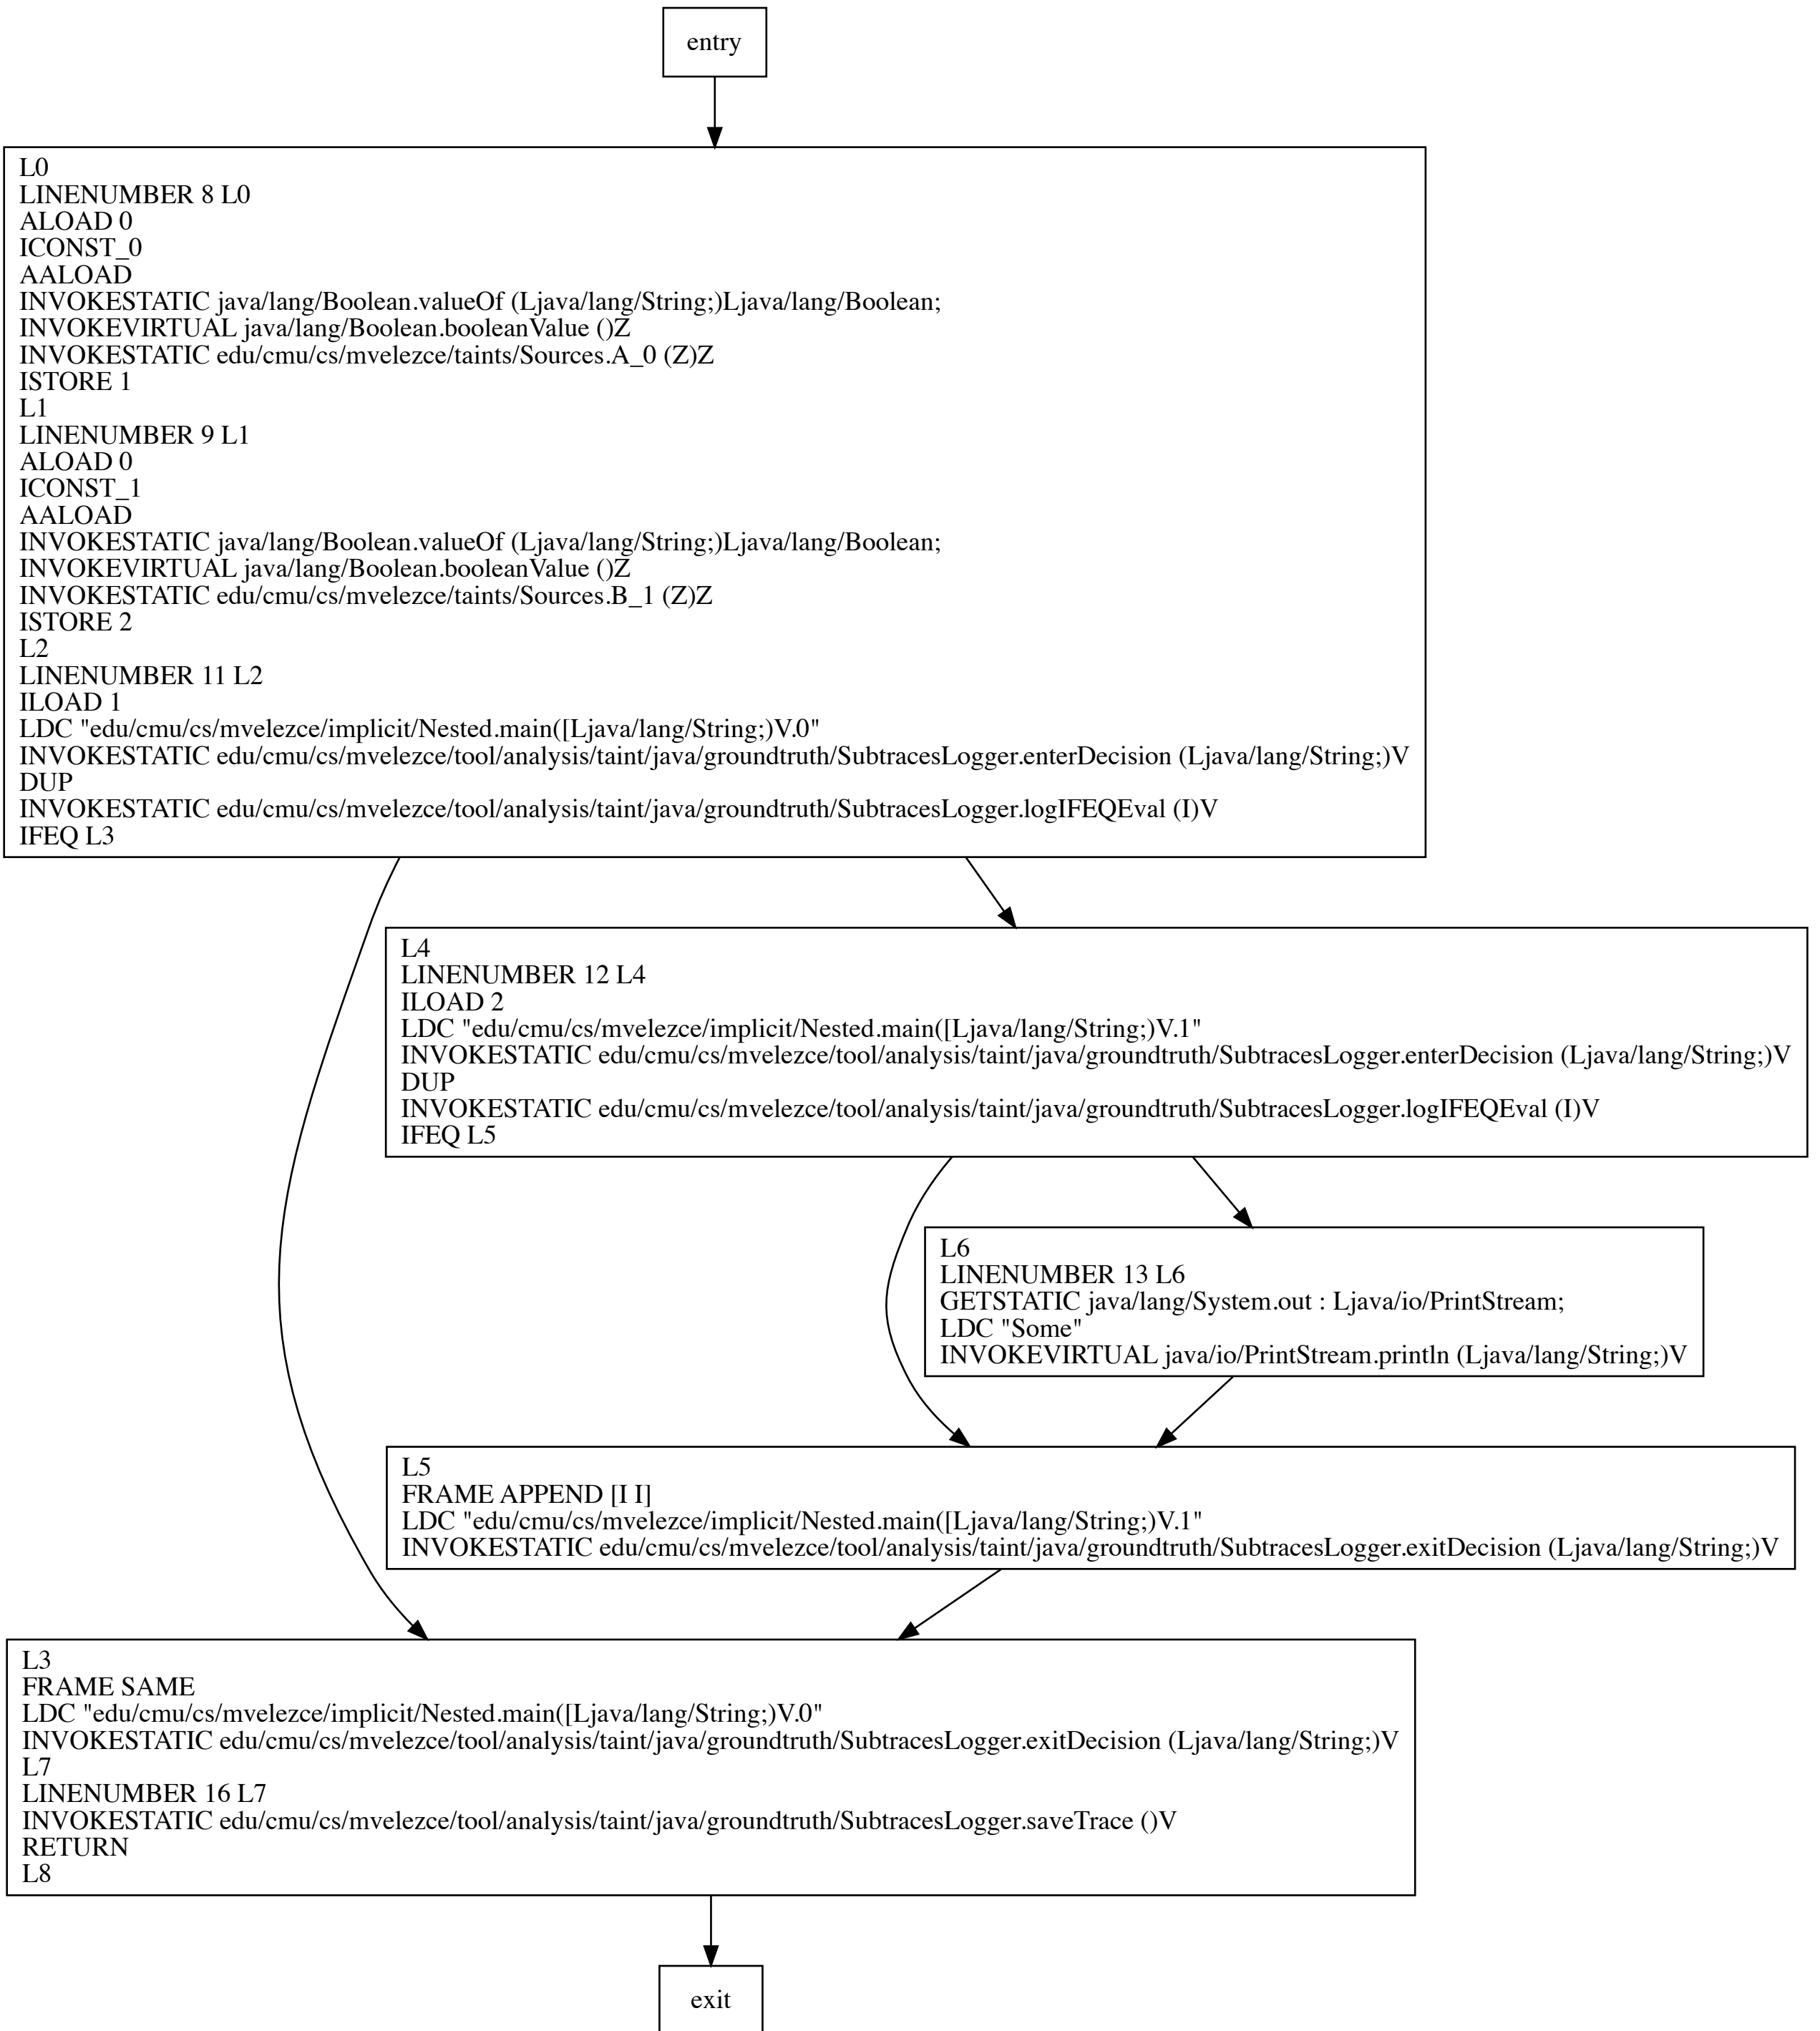 entry
L0
LINENUMBER 8 L0
ALOAD 0
ICONST_0
AALOAD
INVOKESTATIC java/lang/Boolean.valueOf (Ljava/lang/String;)Ljava/lang/Boolean;
INVOKEVIRTUAL java/lang/Boolean.booleanValue ()Z
INVOKESTATIC edu/cmu/cs/mvelezce/taints/Sources.A_0 (Z)Z
ISTORE 1
L1
LINENUMBER 9 L1
ALOAD 0
ICONST_1
AALOAD
INVOKESTATIC java/lang/Boolean.valueOf (Ljava/lang/String;)Ljava/lang/Boolean;
INVOKEVIRTUAL java/lang/Boolean.booleanValue ()Z
INVOKESTATIC edu/cmu/cs/mvelezce/taints/Sources.B_1 (Z)Z
ISTORE 2
L2
LINENUMBER 11 L2
ILOAD 1
LDC "edu/cmu/cs/mvelezce/implicit/Nested.main([Ljava/lang/String;)V.0"
INVOKESTATIC edu/cmu/cs/mvelezce/tool/analysis/taint/java/groundtruth/SubtracesLogger.enterDecision (Ljava/lang/String;)V
DUP
INVOKESTATIC edu/cmu/cs/mvelezce/tool/analysis/taint/java/groundtruth/SubtracesLogger.logIFEQEval (I)V
IFEQ L3
L4
LINENUMBER 12 L4
ILOAD 2
LDC "edu/cmu/cs/mvelezce/implicit/Nested.main([Ljava/lang/String;)V.1"
INVOKESTATIC edu/cmu/cs/mvelezce/tool/analysis/taint/java/groundtruth/SubtracesLogger.enterDecision (Ljava/lang/String;)V
DUP
INVOKESTATIC edu/cmu/cs/mvelezce/tool/analysis/taint/java/groundtruth/SubtracesLogger.logIFEQEval (I)V
IFEQ L5
L6
LINENUMBER 13 L6
GETSTATIC java/lang/System.out : Ljava/io/PrintStream;
LDC "Some"
INVOKEVIRTUAL java/io/PrintStream.println (Ljava/lang/String;)V
L5
FRAME APPEND [I I]
LDC "edu/cmu/cs/mvelezce/implicit/Nested.main([Ljava/lang/String;)V.1"
INVOKESTATIC edu/cmu/cs/mvelezce/tool/analysis/taint/java/groundtruth/SubtracesLogger.exitDecision (Ljava/lang/String;)V
L3
FRAME SAME
LDC "edu/cmu/cs/mvelezce/implicit/Nested.main([Ljava/lang/String;)V.0"
INVOKESTATIC edu/cmu/cs/mvelezce/tool/analysis/taint/java/groundtruth/SubtracesLogger.exitDecision (Ljava/lang/String;)V
L7
LINENUMBER 16 L7
INVOKESTATIC edu/cmu/cs/mvelezce/tool/analysis/taint/java/groundtruth/SubtracesLogger.saveTrace ()V
RETURN
L8
exit